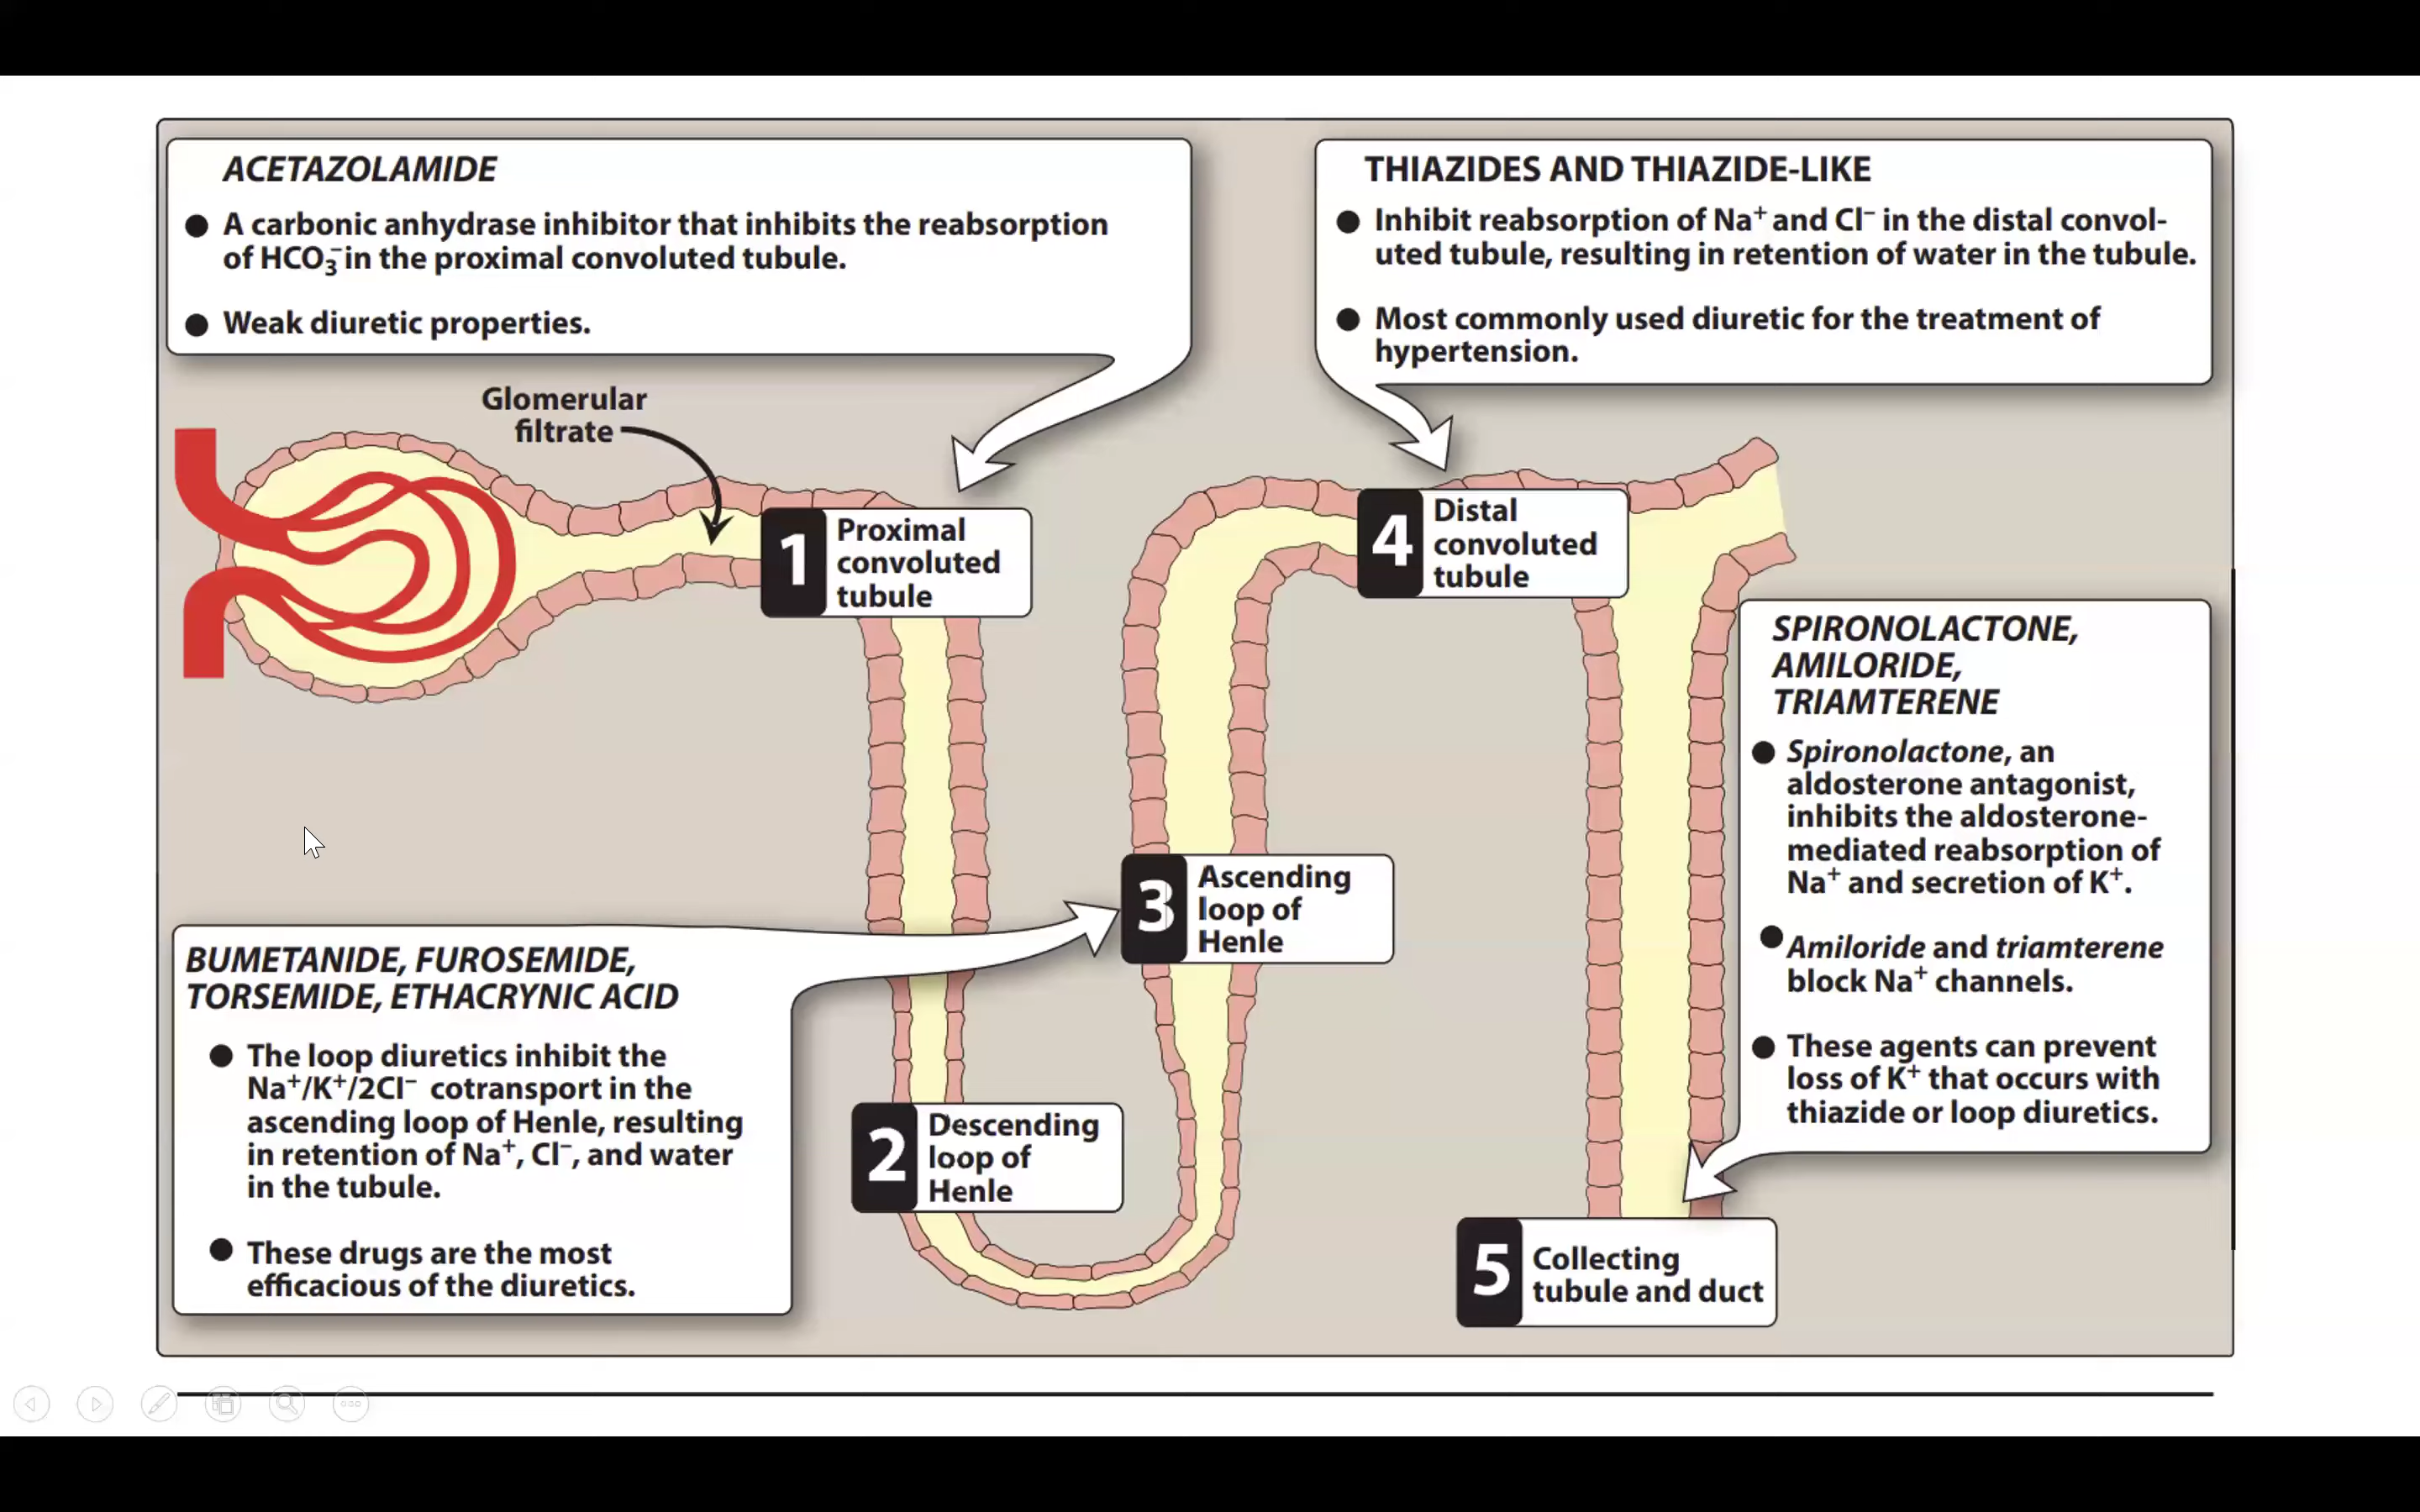 ACETAZOLAMIDE
● A carbonic anhydrase inhibitor that inhibits the reabsorption
of HCO₃⁻ in the proximal convoluted tubule.
● Weak diuretic properties.
THIAZIDES AND THIAZIDE-LIKE
● Inhibit reabsorption of Na⁺ and Cl⁻ in the distal convol-
uted tubule, resulting in retention of water in the tubule.
● Most commonly used diuretic for the treatment of
hypertension.
Glomerular
filtrate
1 Proximal
convoluted
tubule
4 Distal
convoluted
tubule
SPIRONOLACTONE,
AMILORIDE,
TRIAMTERENE
● Spironolactone, an
aldosterone antagonist,
inhibits the aldosterone-
mediated reabsorption of
Na⁺ and secretion of K⁺.
● Amiloride and triamterene
block Na⁺ channels.
● These agents can prevent
loss of K⁺ that occurs with
thiazide or loop diuretics.
3 Ascending
loop of
Henle
BUMETANIDE, FUROSEMIDE,
TORSEMIDE, ETHACRYNIC ACID
● The loop diuretics inhibit the
Na⁺/K⁺/2Cl⁻ cotransport in the
ascending loop of Henle, resulting
in retention of Na⁺, Cl⁻, and water
in the tubule.
● These drugs are the most
efficacious of the diuretics.
2 Descending
loop of
Henle
5 Collecting
tubule and duct